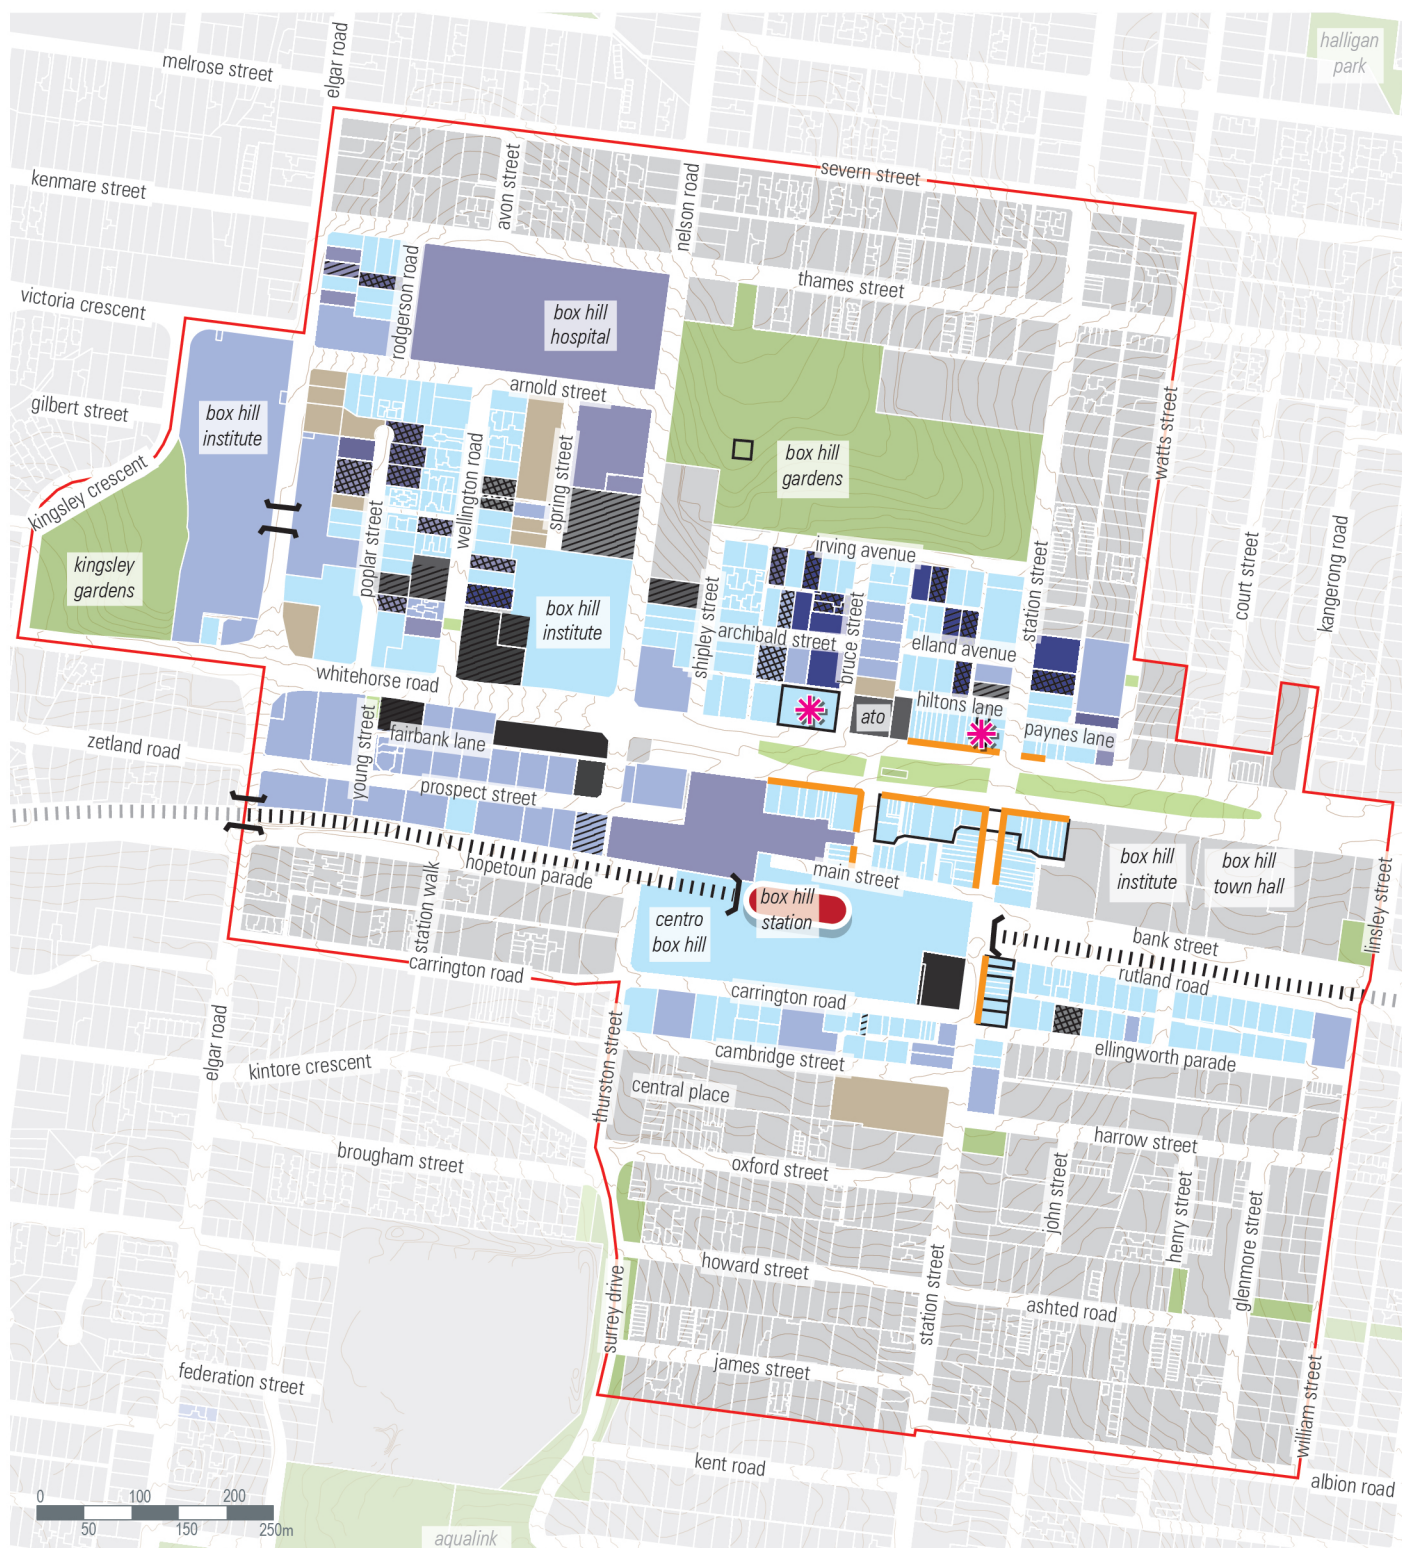 halligan
park
elgar road
melrose street
severn street
kenmare street
avon street
nelson road
thames street
victoria crescent
rodgerson road
box hill
hospital
arnold street
gilbert street
box hill
institute
watts street
kingsley crescent
wellington road
spring street
box hill
gardens
poplar street
irving avenue
court street
kangerong road
kingsley
gardens
box hill
institute
shipley street
archibald street
bruce street
elland avenue
station street
whitehorse road
hiltons lane
ato
paynes lane
zetland road
young street
fairbank lane
prospect street
hopetoun parade
main street
box hill
institute
box hill
town hall
linsley street
station walk
centro
box hill
box hill
station
bank street
rutland road
carrington road
carrington road
elgar road
kintore crescent
thurston street
cambridge street
ellingworth parade
central place
brougham street
oxford street
harrow street
john street
henry street
glenmore street
howard street
ashted road
surrey drive
station street
federation street
james street
william street
kent road
albion road
0 100 200
50 150 250m
aqualink